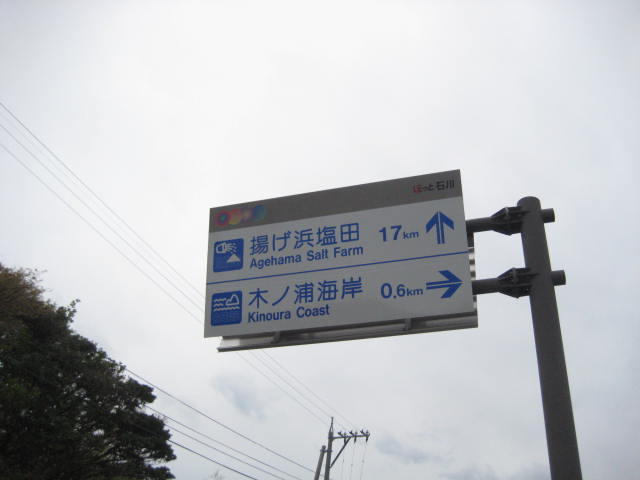 ほっと石川
揚げ浜塩田 17km
Agehama Salt Farm
木ノ浦海岸 0.6km
Kinoura Coast